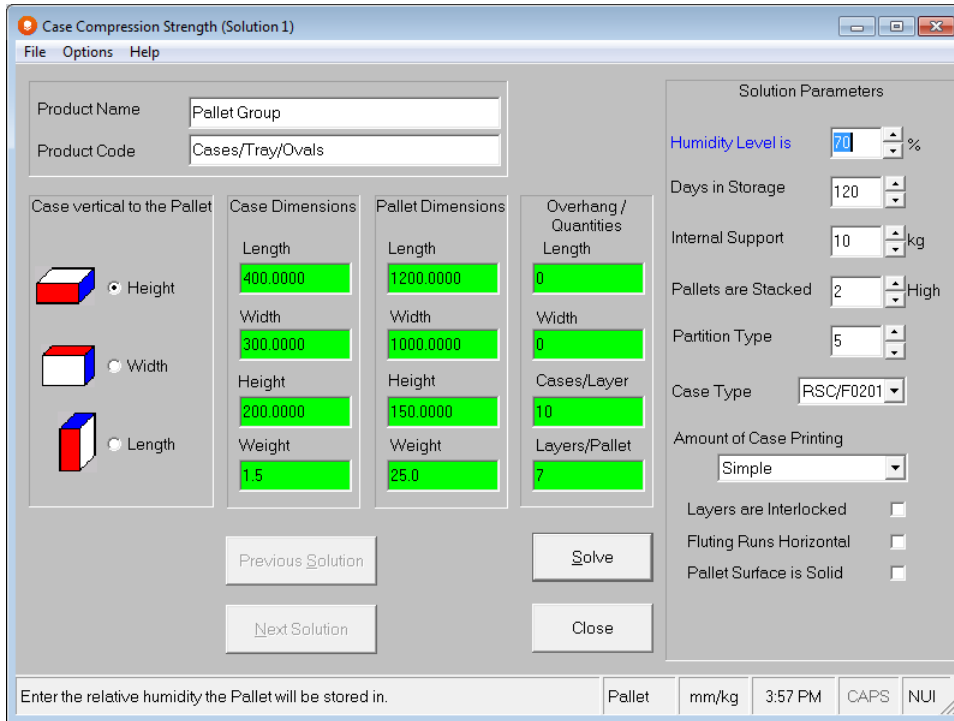 Case Compression Strength (Solution 1)
File Options Help
Product Name Pallet Group
Product Code Cases/Tray/Ovals
Case vertical to the Pallet
Height
Width
Length
Case Dimensions
Length
400.0000
Width
300.0000
Height
200.0000
Weight
1.5
Pallet Dimensions
Length
1200.0000
Width
1000.0000
Height
150.0000
Weight
25.0
Overhang /
Quantities
Length
0
Width
0
Cases/Layer
10
Layers/Pallet
7
Previous Solution
Next Solution
Solve
Close
Solution Parameters
Humidity Level is 70 %
Days in Storage 120
Internal Support 10 kg
Pallets are Stacked 2 High
Partition Type 5
Case Type RSC/F0201
Amount of Case Printing
Simple
Layers are Interlocked
Fluting Runs Horizontal
Pallet Surface is Solid
Enter the relative humidity the Pallet will be stored in. Pallet mm/kg 3:57 PM CAPS NUI